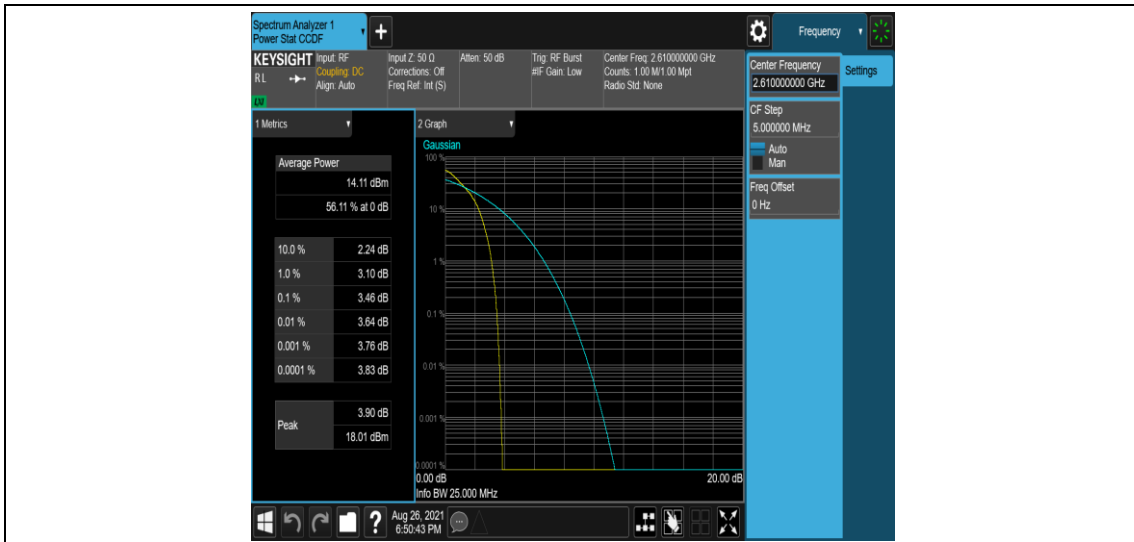 Spectrum Analyzer 1
Power Stat CCDF
+
Frequency
KEYSIGHT
RL
LXI
Input: RF
Coupling: DC
Align: Auto
Input Z: 50 Ω
Corrections: Off
Freq Ref: Int (S)
Atten: 50 dB
Trig: RF Burst
#IF Gain: Low
Center Freq: 2.610000000 GHz
Counts: 1.00 M/1.00 Mpt
Radio Std: None
Center Frequency
2.610000000 GHz
Settings
CF Step
5.000000 MHz
Auto
Man
Freq Offset
0 Hz
1 Metrics
Average Power
14.11 dBm
56.11 % at 0 dB
10.0 % 2.24 dB
1.0 % 3.10 dB
0.1 % 3.46 dB
0.01 % 3.64 dB
0.001 % 3.76 dB
0.0001 % 3.83 dB
Peak
3.90 dB
18.01 dBm
2 Graph
Gaussian
100 %
10 %
1 %
0.1 %
0.01 %
0.001 %
0.0001 %
0.00 dB 20.00 dB
Info BW 25.000 MHz
?
Aug 26, 2021
6:50:43 PM